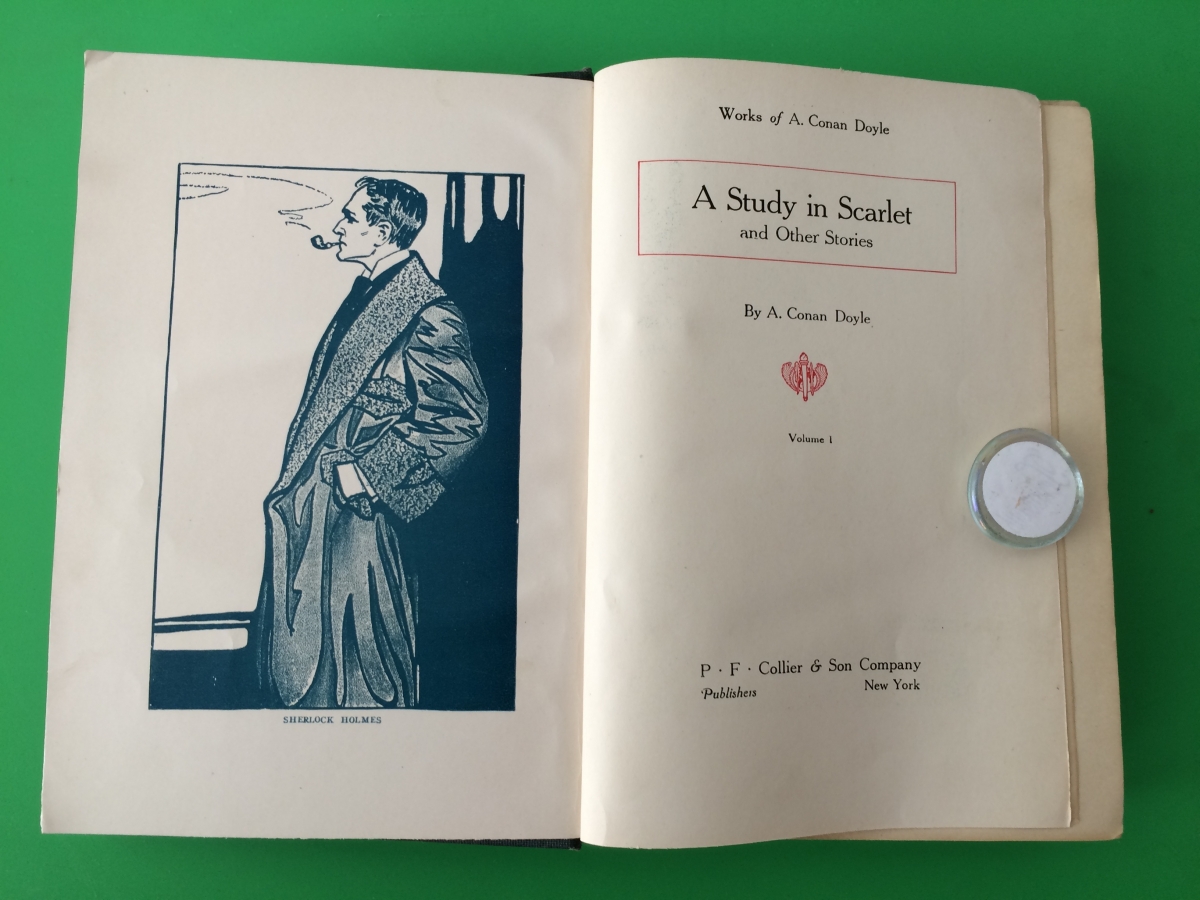 SHERLOCK HOLMES
Works of A. Conan Doyle
A Study in Scarlet
and Other Stories
By A. Conan Doyle
Volume 1
P · F · Collier & Son Company
Publishers New York